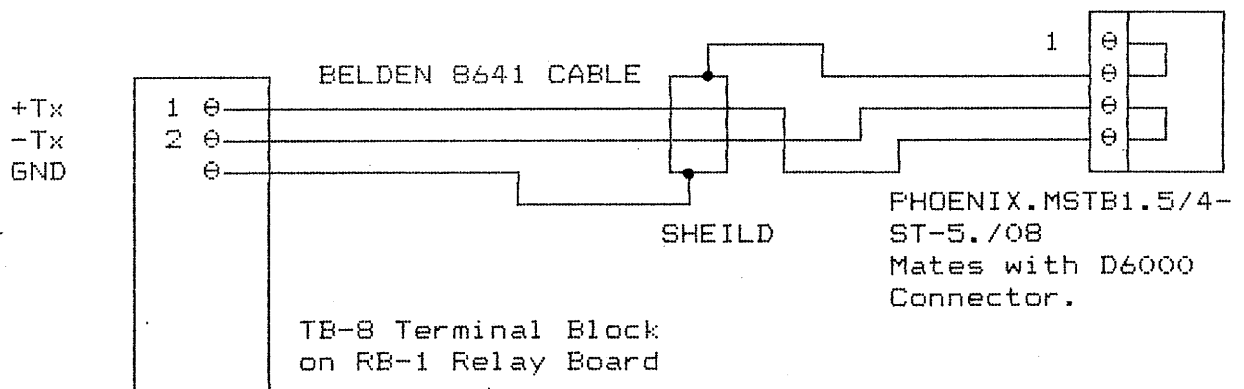 1
BELDEN 8641 CABLE
+Tx 1
-Tx 2
GND
SHEILD
PHOENIX.MSTB1.5/4-
ST-5./08
Mates with D6000
Connector.
TB-8 Terminal Block
on RB-1 Relay Board